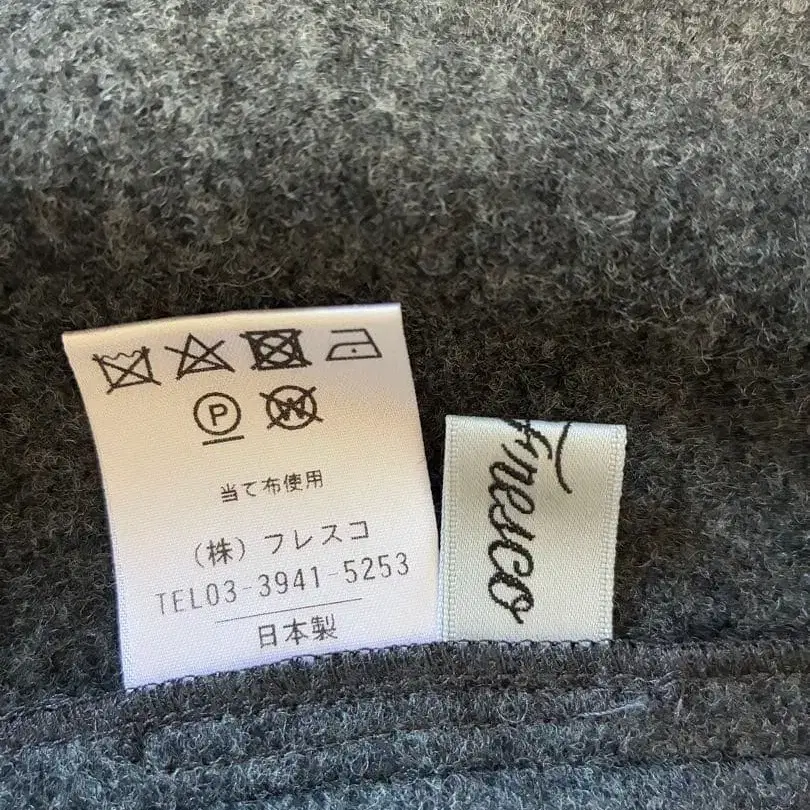 P W
当て布使用
(株)フレスコ
TEL03-3941-5253
日本製
fresco